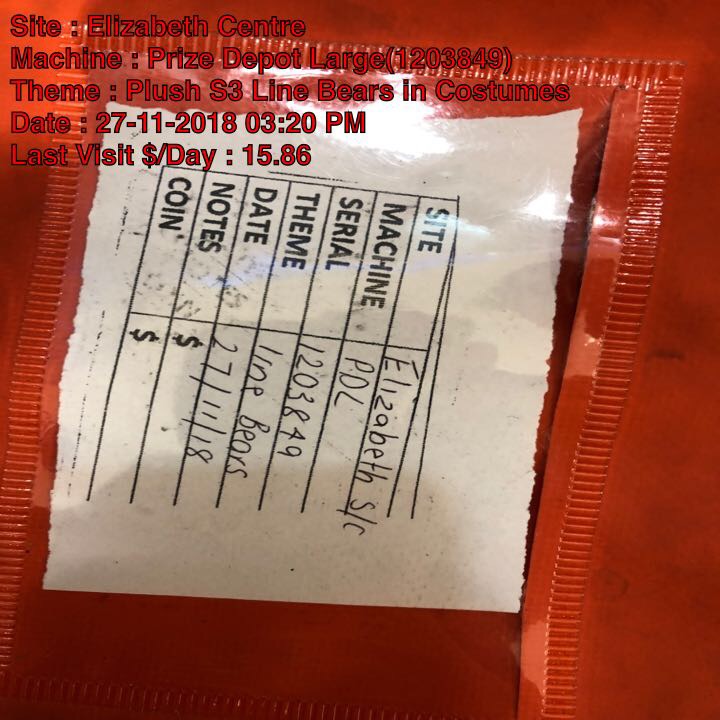 Site : Elizabeth Centre
Machine : Prize Depot Large(1203849)
Theme : Plush S3 Line Bears in Costumes
Date : 27-11-2018 03:20 PM
Last Visit $/Day : 15.86
SITE Elizabeth S/C
MACHINE PDL
SERIAL 1203849
THEME line Bears
DATE 27/11/18
NOTES $
COIN $